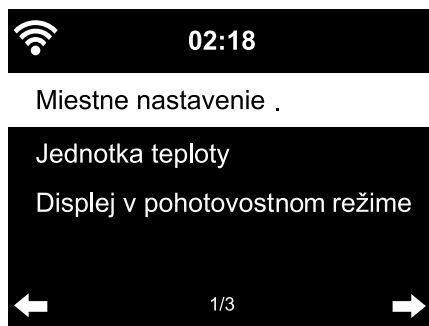 02:18
Miestne nastavenie .
Jednotka teploty
Displej v pohotovostnom režime
1/3